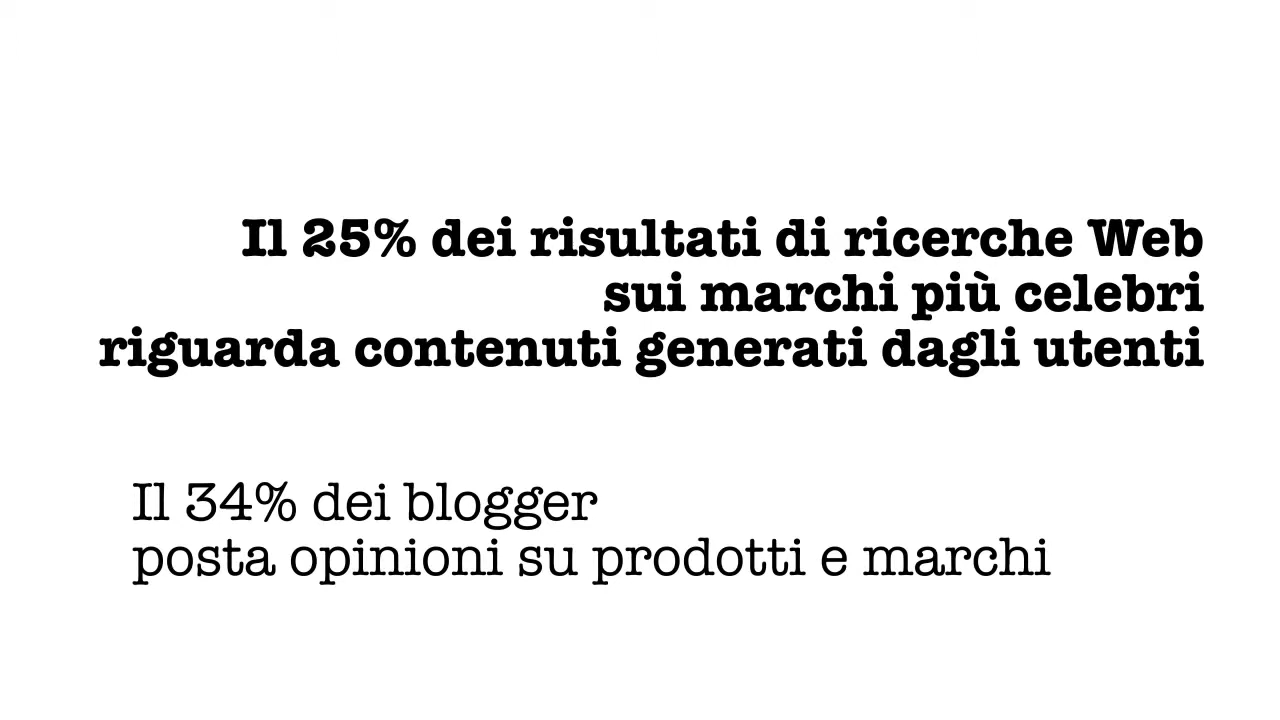 Il 25% dei risultati di ricerche Web
sui marchi più celebri
riguarda contenuti generati dagli utenti
Il 34% dei blogger
posta opinioni su prodotti e marchi